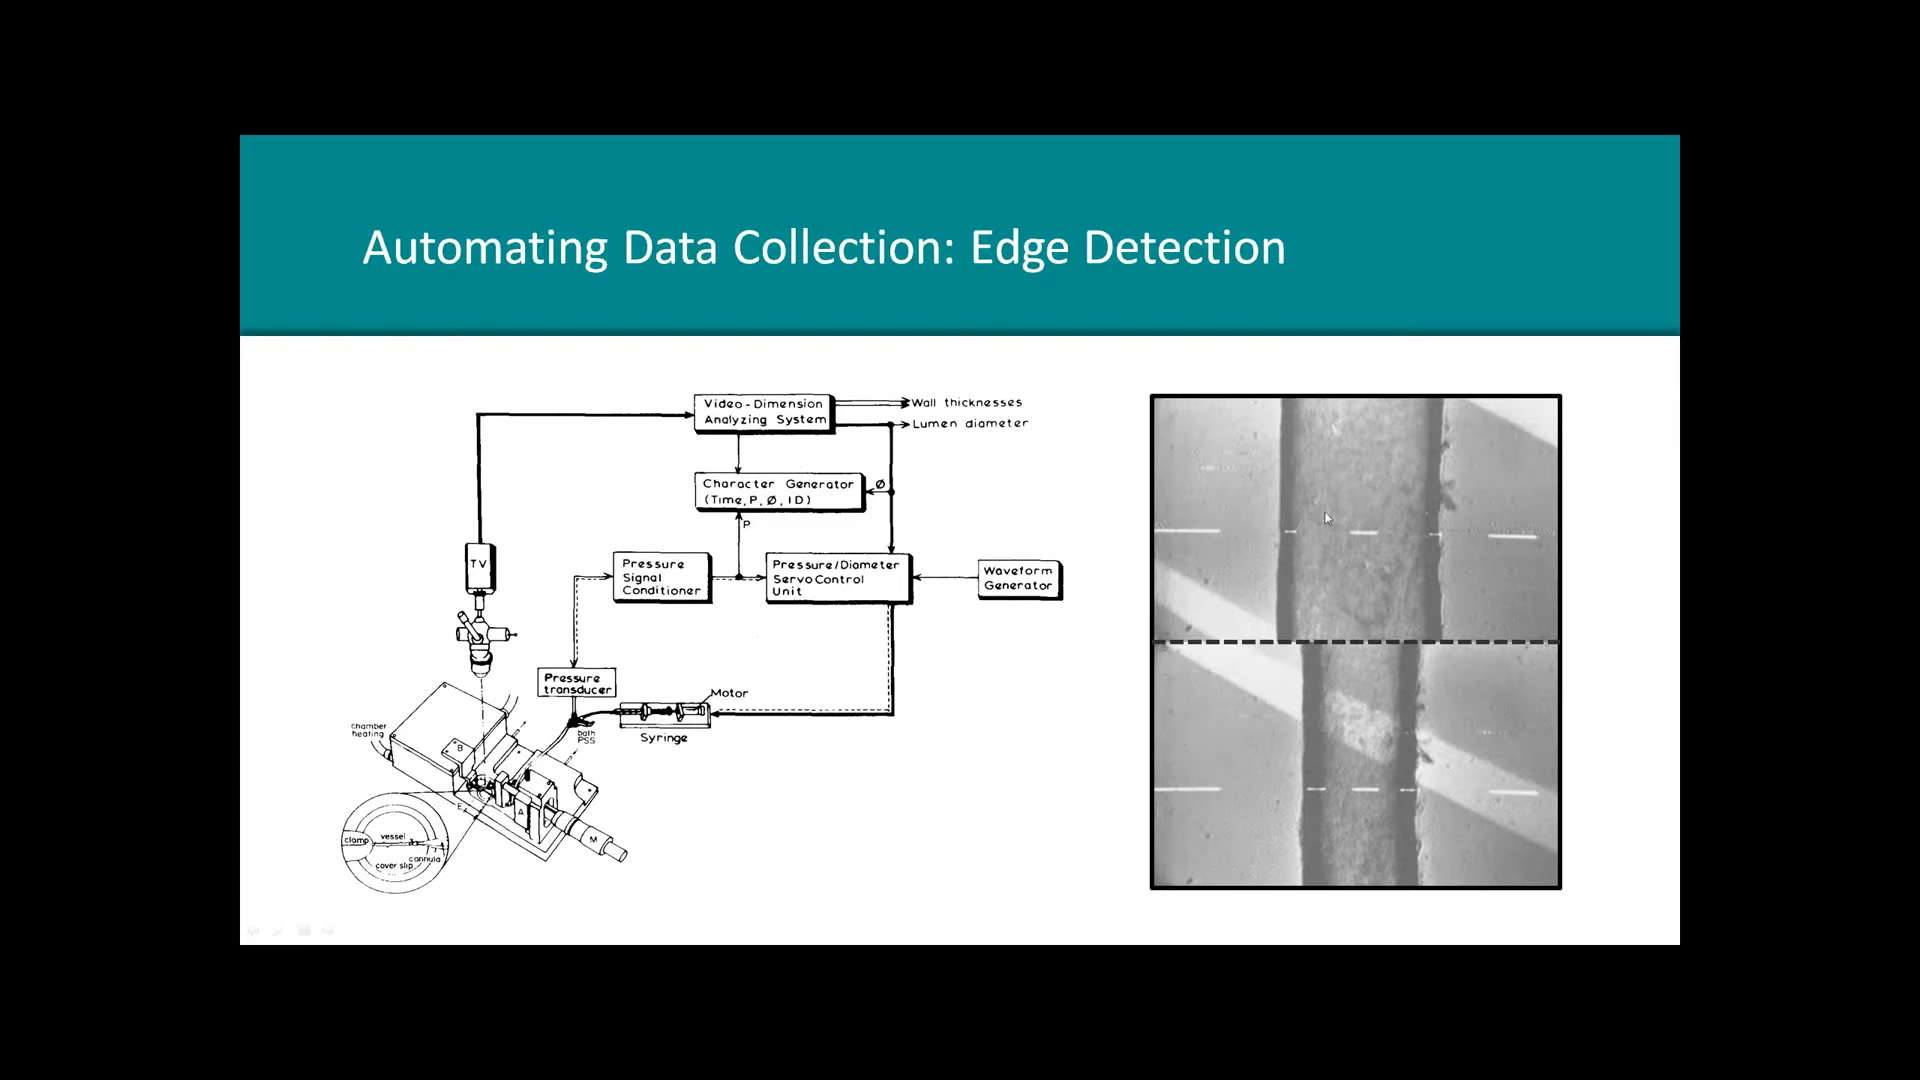 Automating Data Collection: Edge Detection
Video-Dimension
Analyzing System
Wall thicknesses
Lumen diameter
Character Generator
(Time, P, Ø, ID)
Ø
P
TV
Pressure
Signal
Conditioner
Pressure/Diameter
Servo Control
Unit
Waveform
Generator
Pressure
transducer
Motor
Syringe
bath
PSS
chamber
heating
B
E
A
M
clamp
vessel
cannula
cover slip